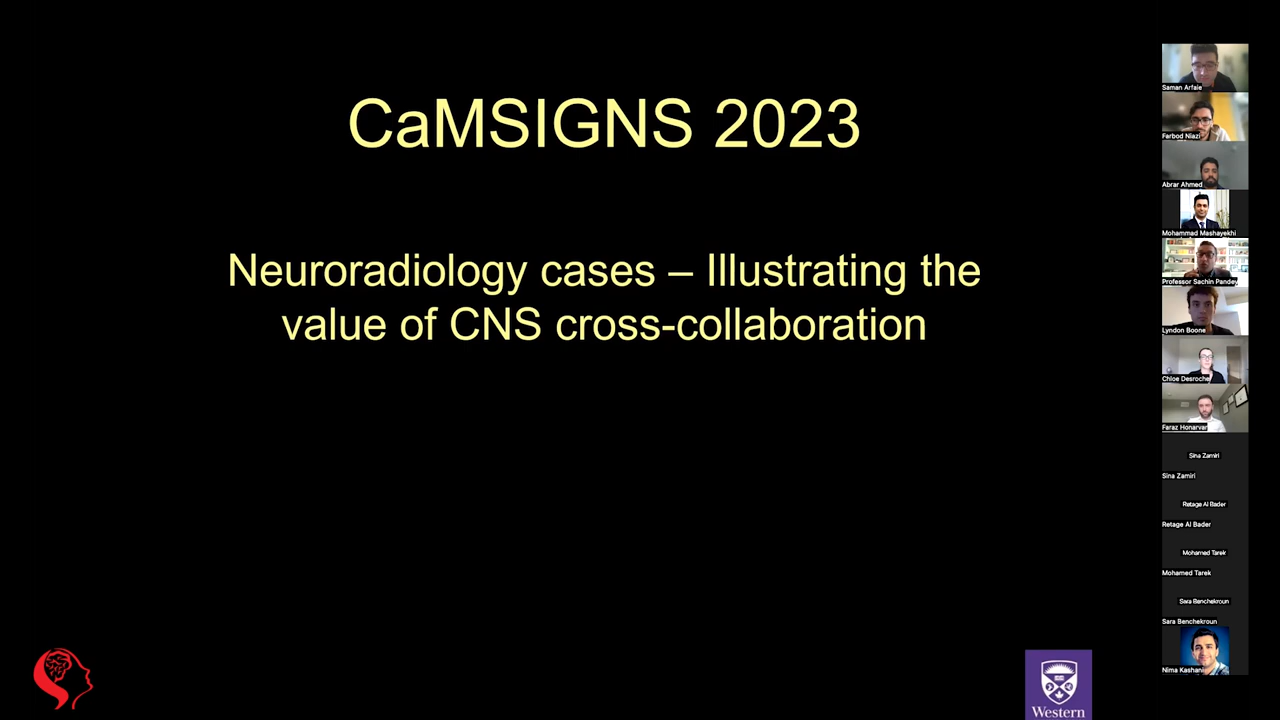 CaMSIGNS 2023
Neuroradiology cases – Illustrating the
value of CNS cross-collaboration
Western
Saman Arfaie
Farbod Niazi
Abrar Ahmed
Mohammad Mashayekhi
Professor Sachin Pandey
Lyndon Boone
Chloe Desroche
Faraz Honarvar
Sina Zamiri
Sina Zamiri
Retage Al Bader
Retage Al Bader
Mohamed Tarek
Mohamed Tarek
Sara Benchekroun
Sara Benchekroun
Nima Kashani